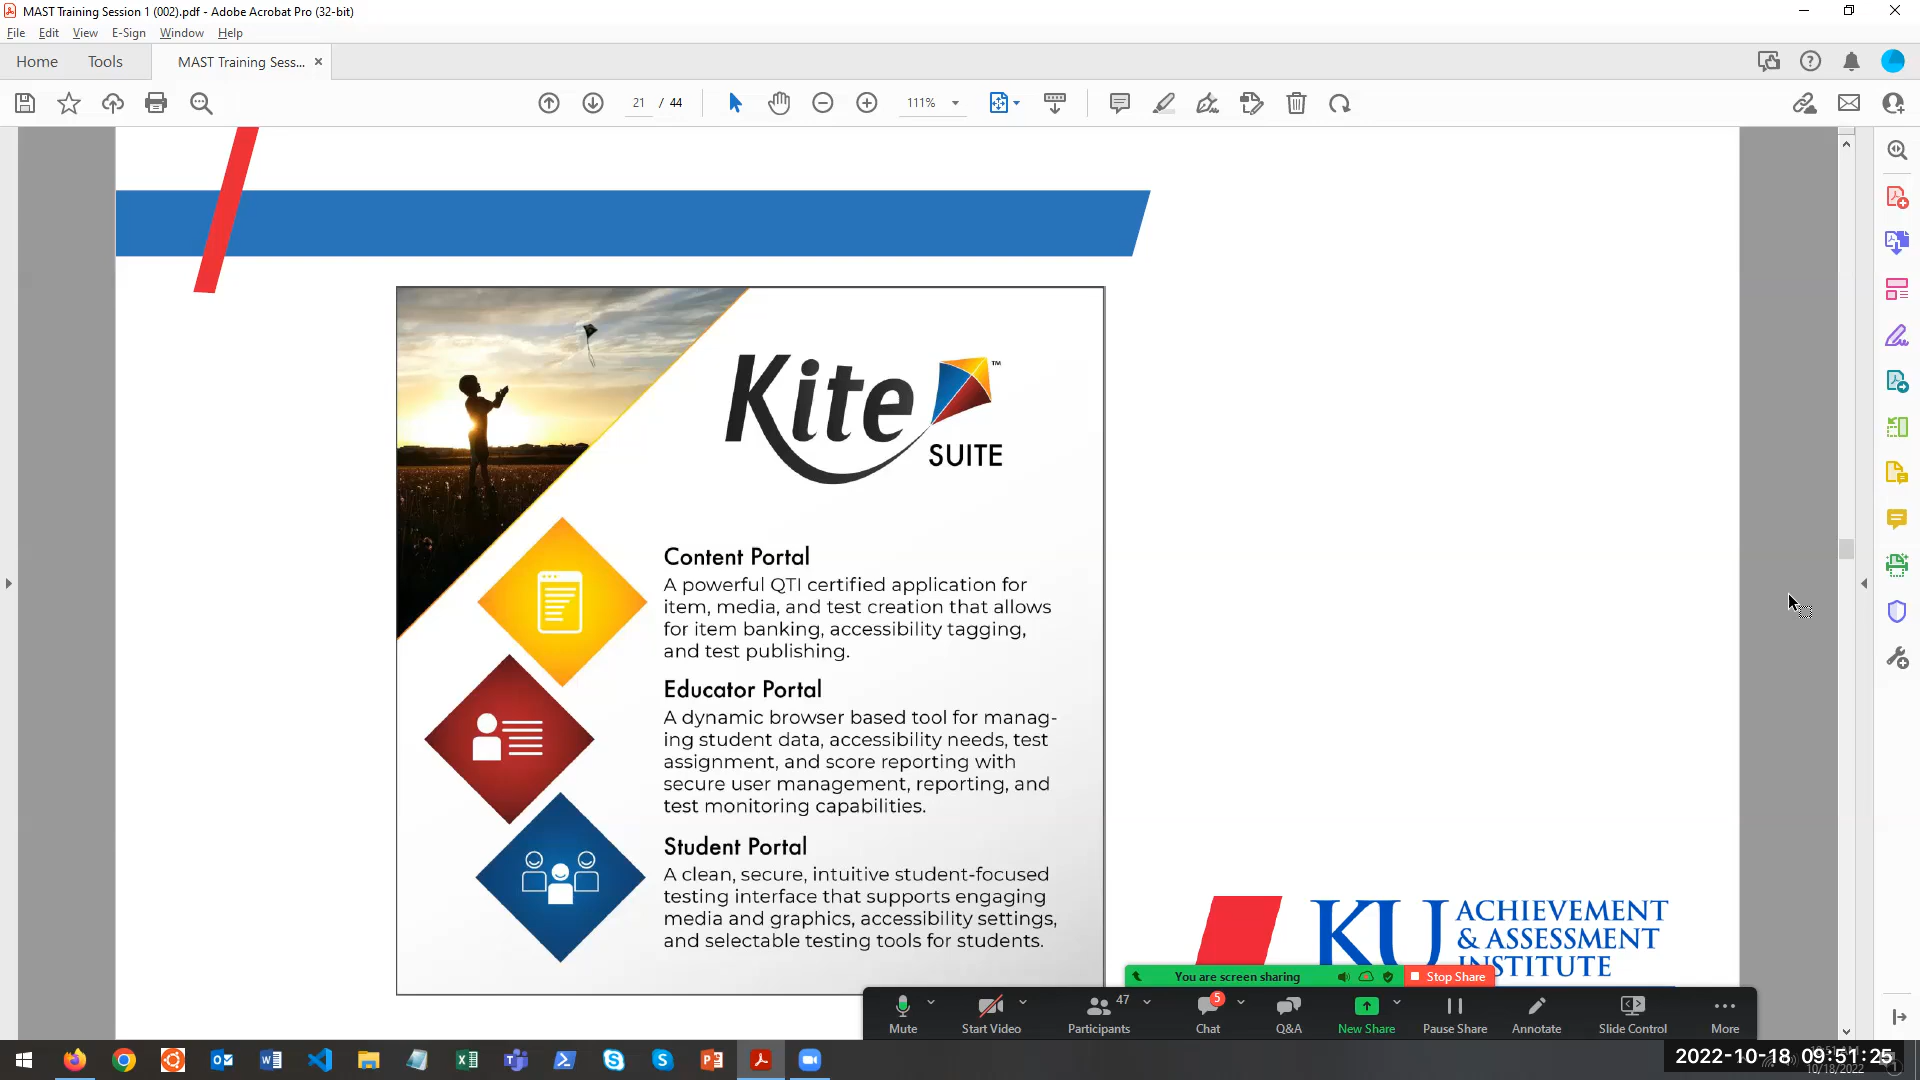 MAST Training Session 1 (002).pdf - Adobe Acrobat Pro (32-bit)
File Edit View E-Sign Window Help
Home Tools MAST Training Sess... ×
21 / 44 111%
Kite™
SUITE
Content Portal
A powerful QTI certified application for
item, media, and test creation that allows
for item banking, accessibility tagging,
and test publishing.
Educator Portal
A dynamic browser based tool for manag-
ing student data, accessibility needs, test
assignment, and score reporting with
secure user management, reporting, and
test monitoring capabilities.
Student Portal
A clean, secure, intuitive student-focused
testing interface that supports engaging
media and graphics, accessibility settings,
and selectable testing tools for students.
KU ACHIEVEMENT
& ASSESSMENT
INSTITUTE
You are screen sharing Stop Share
47 5
Mute Start Video Participants Chat Q&A New Share Pause Share Annotate Slide Control More
2022-10-18 09:51:25
10/18/2022